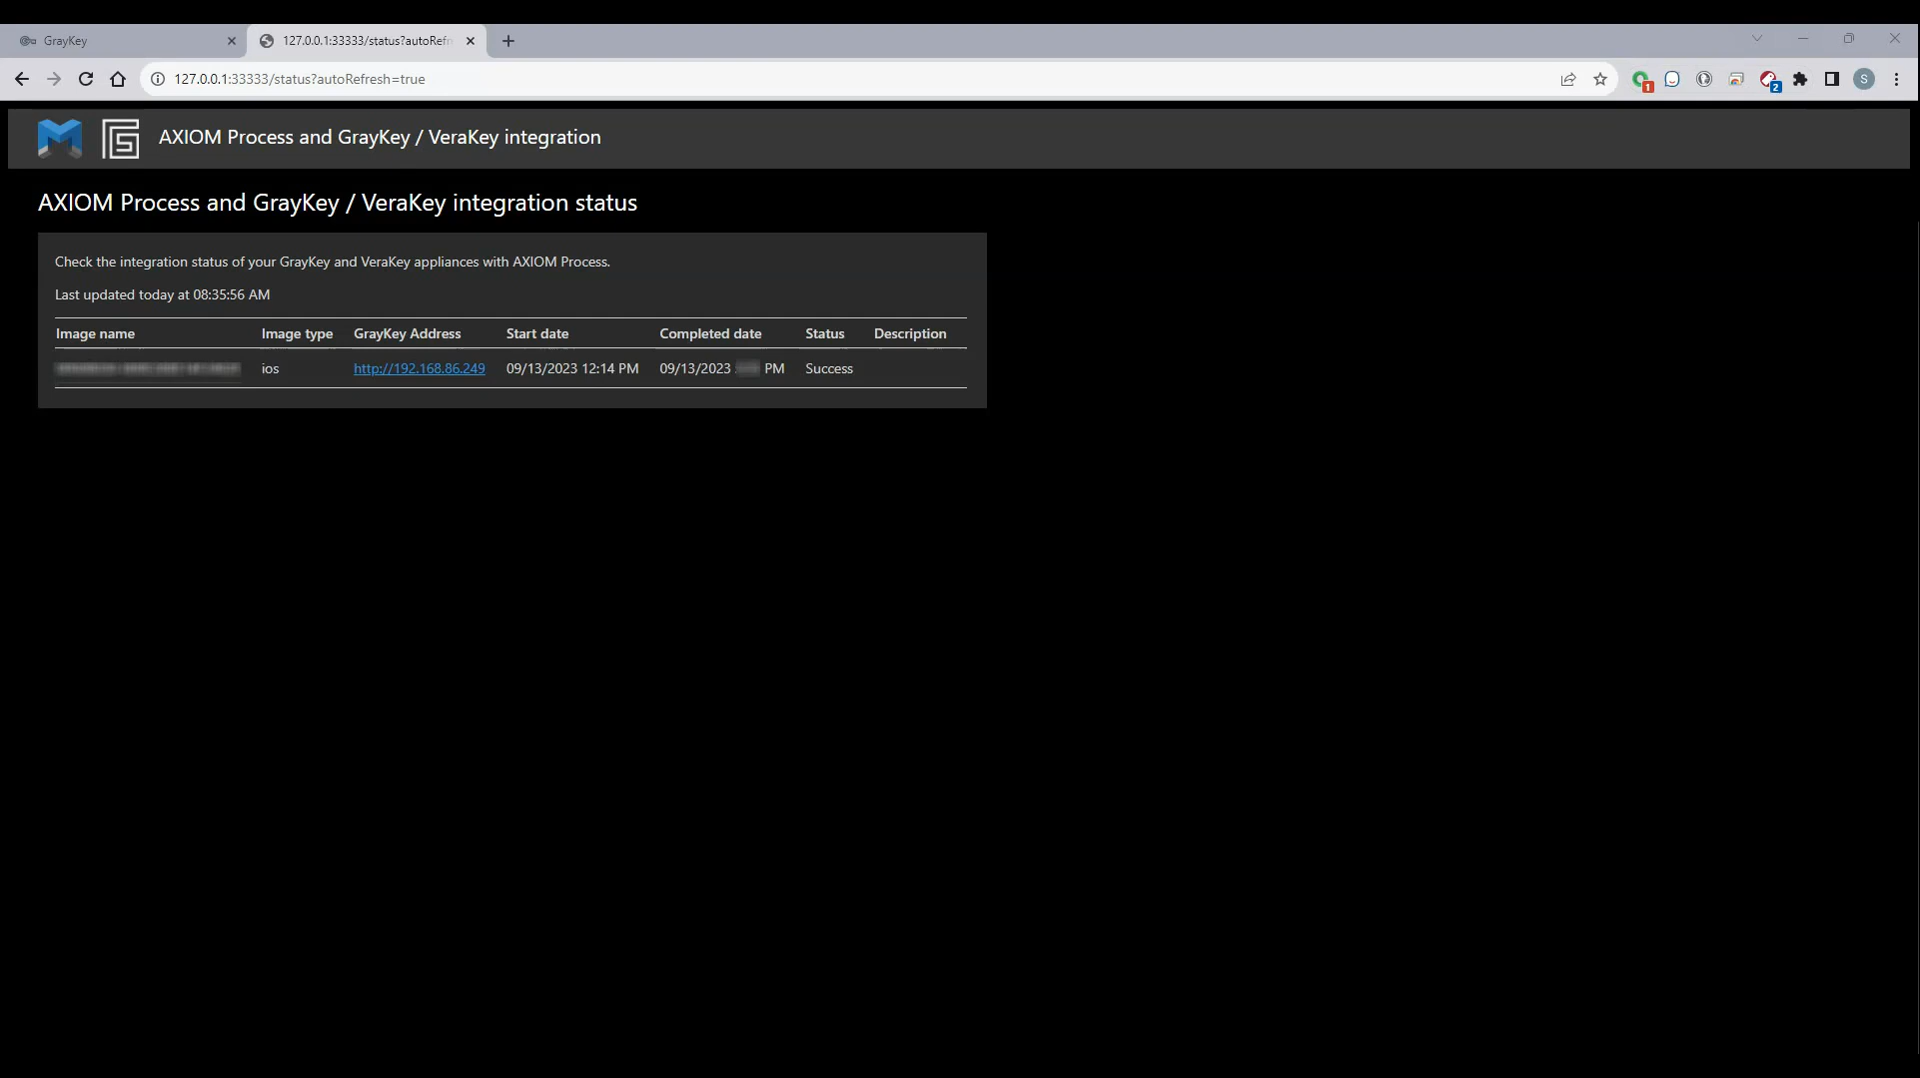 GrayKey
127.0.0.1:33333/status?autoRefr
127.0.0.1:33333/status?autoRefresh=true
1
2
S
AXIOM Process and GrayKey / VeraKey integration
AXIOM Process and GrayKey / VeraKey integration status
Check the integration status of your GrayKey and VeraKey appliances with AXIOM Process.
Last updated today at 08:35:56 AM
Image name Image type GrayKey Address Start date Completed date Status Description
ios http://192.168.86.249 09/13/2023 12:14 PM 09/13/2023 PM Success